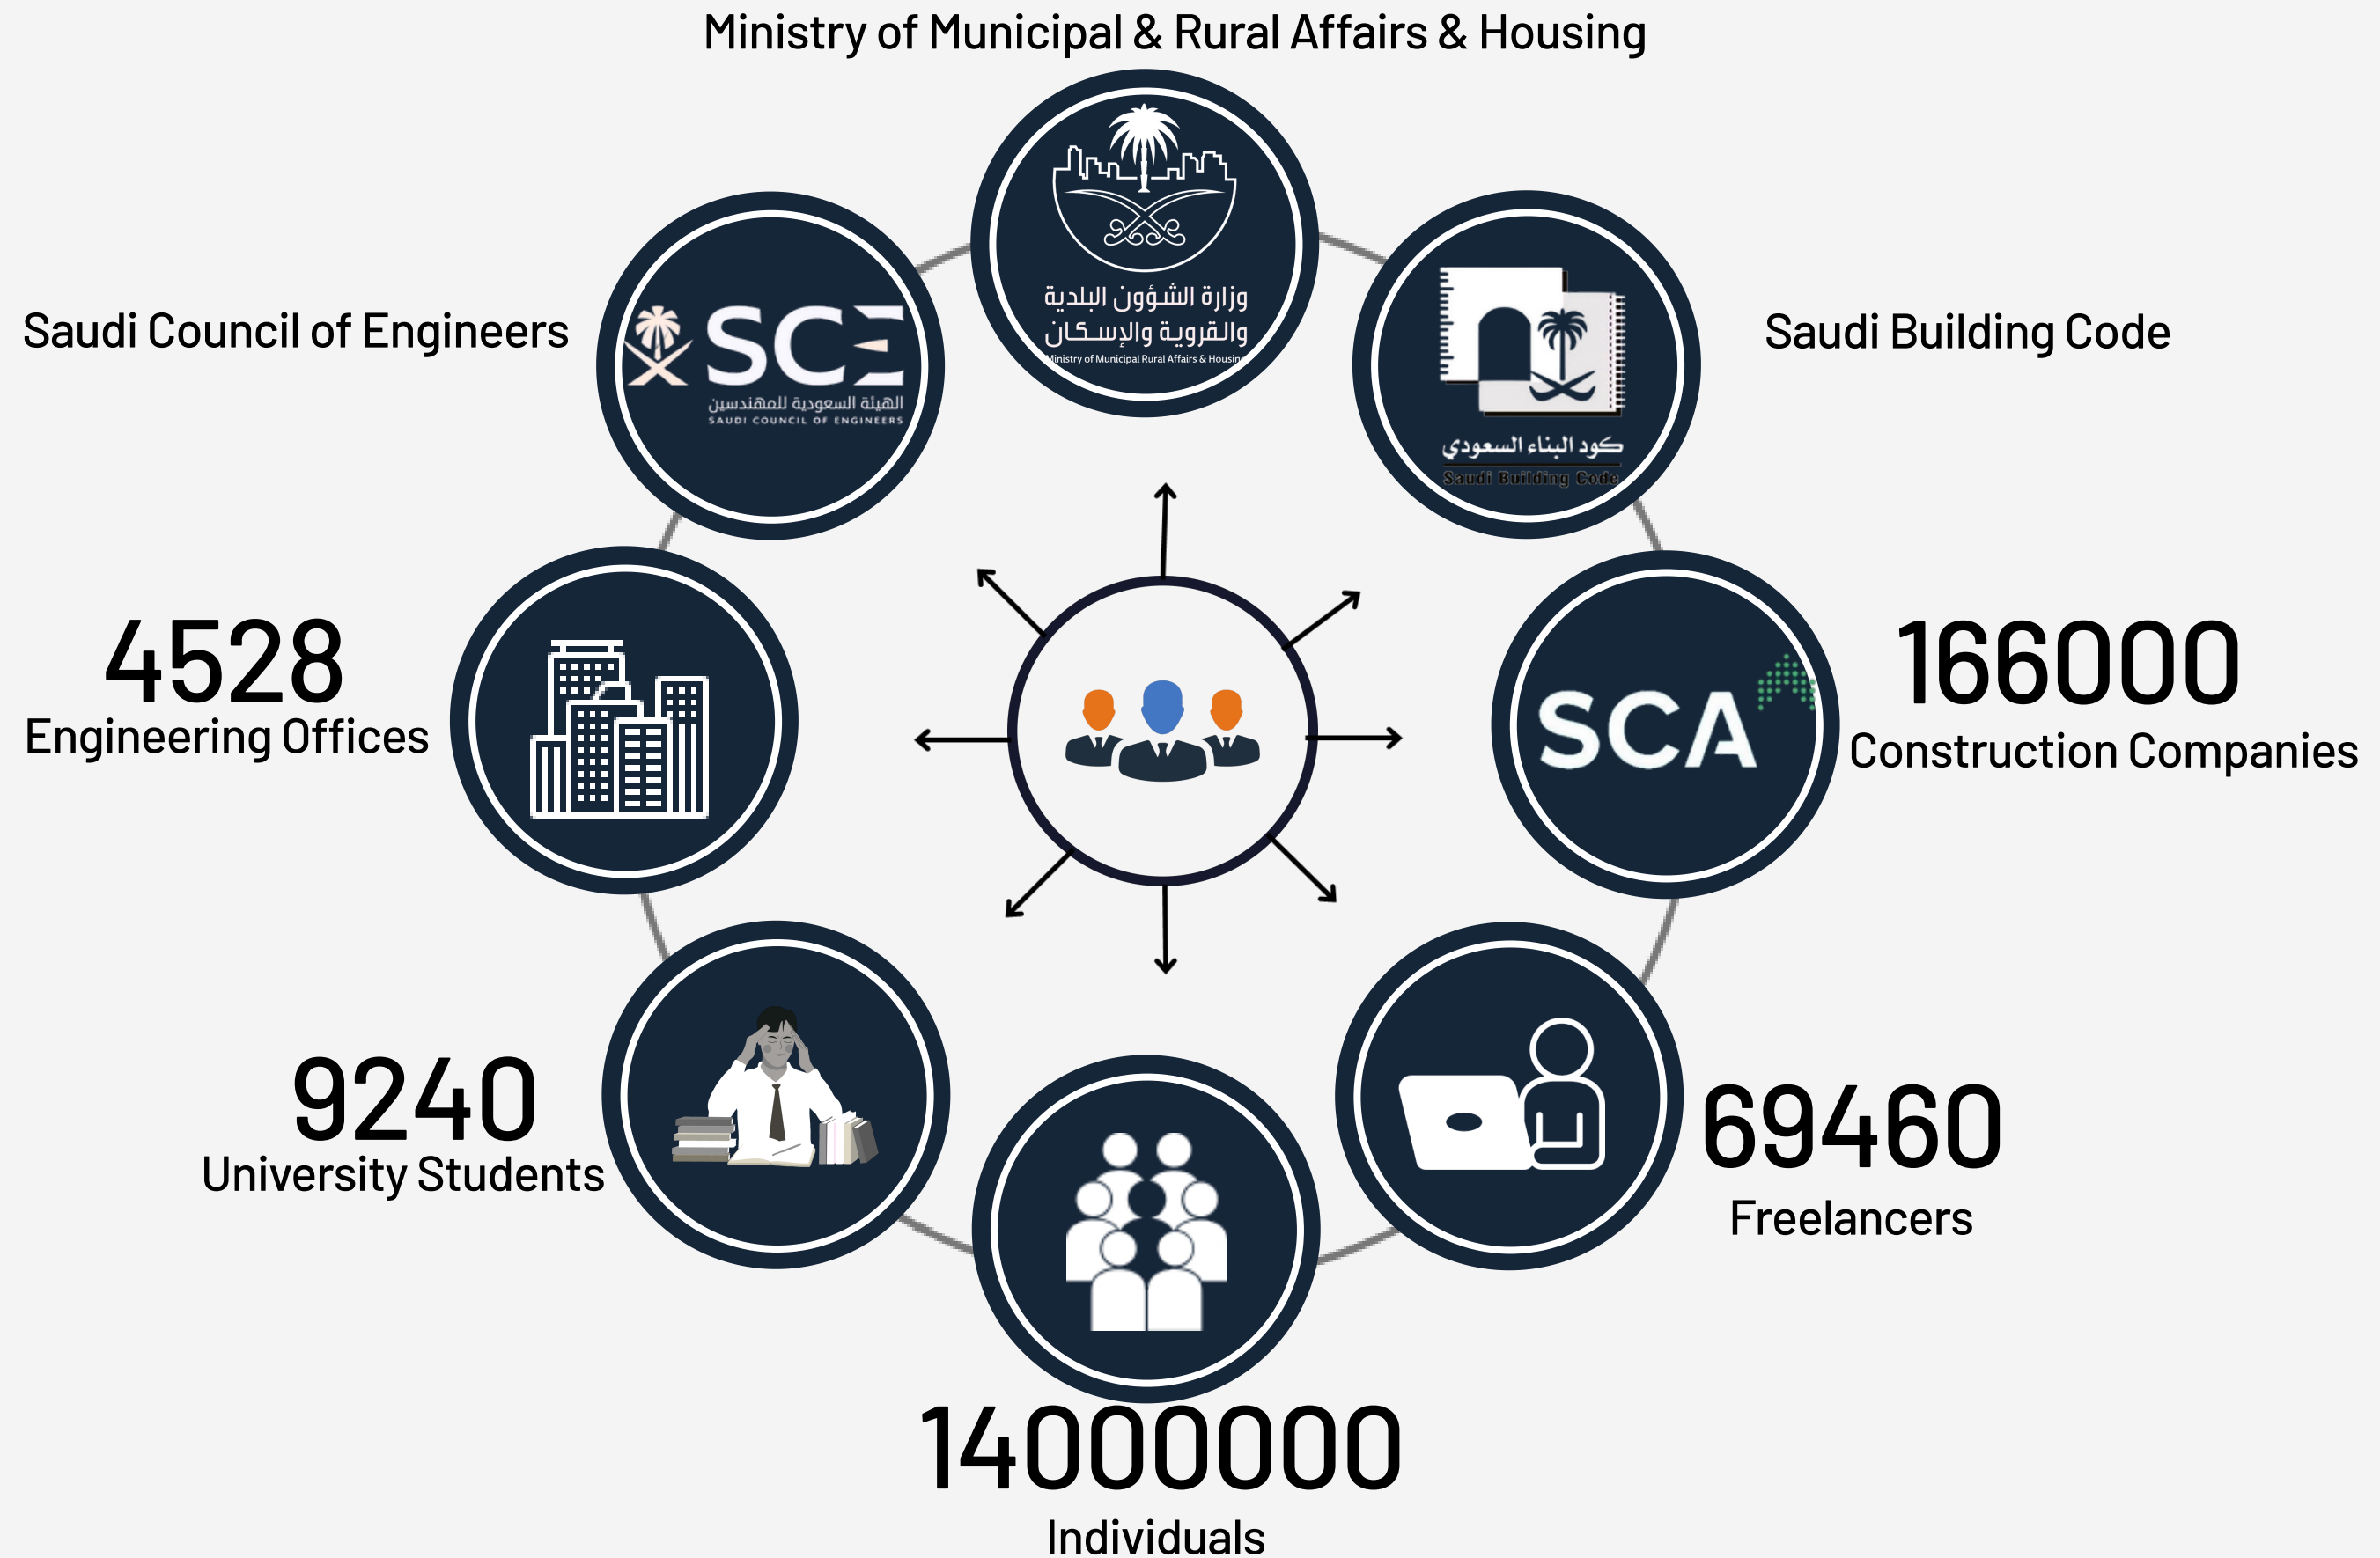 Ministry of Municipal & Rural Affairs & Housing
وزارة الشؤون البلدية
والقروية والإسكان
Ministry of Municipal Rural Affairs & Housing
Saudi Council of Engineers
SCE
الهيئة السعودية للمهندسين
SAUDI COUNCIL OF ENGINEERS
كود البناء السعودي
Saudi Building Code
Saudi Building Code
4528
Engineering Offices
SCA
166000
Construction Companies
9240
University Students
69460
Freelancers
14000000
Individuals